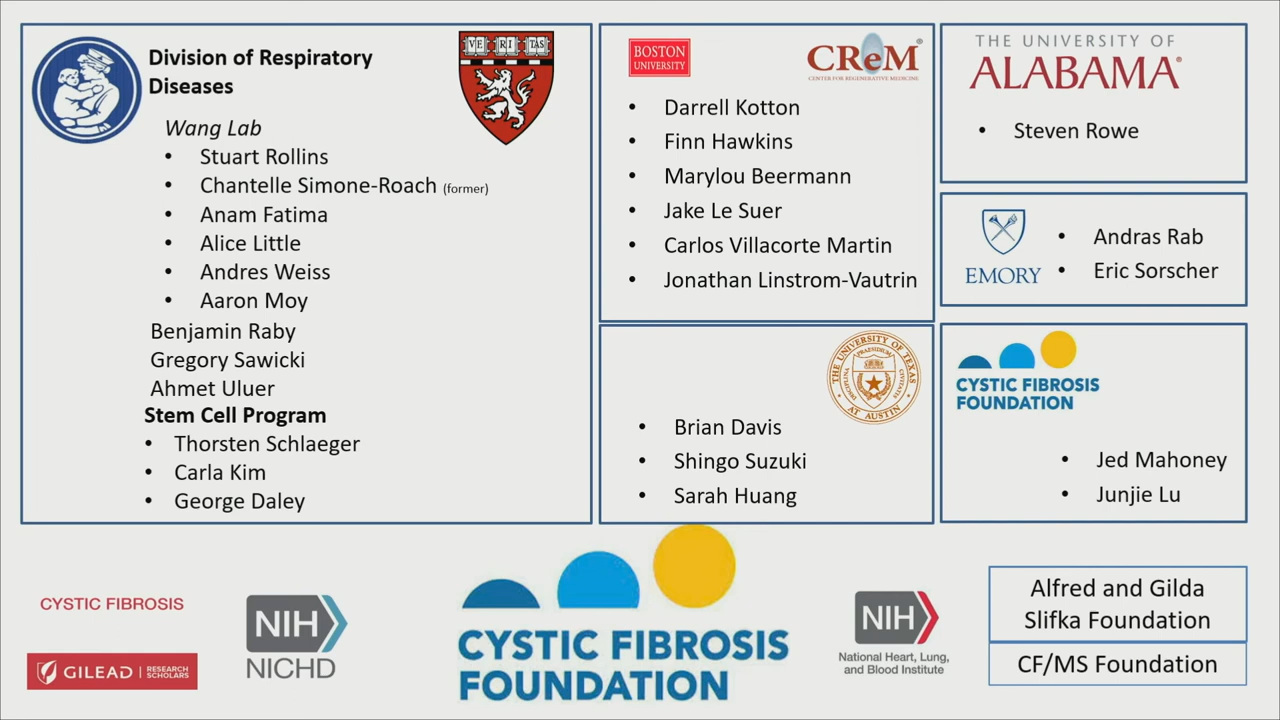 Division of Respiratory
Diseases
VE RI TAS
Wang Lab
• Stuart Rollins
• Chantelle Simone-Roach (former)
• Anam Fatima
• Alice Little
• Andres Weiss
• Aaron Moy
Benjamin Raby
Gregory Sawicki
Ahmet Uluer
Stem Cell Program
• Thorsten Schlaeger
• Carla Kim
• George Daley
BOSTON
UNIVERSITY
CReM®
CENTER FOR REGENERATIVE MEDICINE
• Darrell Kotton
• Finn Hawkins
• Marylou Beermann
• Jake Le Suer
• Carlos Villacorte Martin
• Jonathan Linstrom-Vautrin
THE UNIVERSITY OF TEXAS
AT AUSTIN
PRAESIDIUM
DISCIPLINA
CIVITATIS
• Brian Davis
• Shingo Suzuki
• Sarah Huang
THE UNIVERSITY OF
ALABAMA®
• Steven Rowe
EMORY
• Andras Rab
• Eric Sorscher
CYSTIC FIBROSIS
FOUNDATION
• Jed Mahoney
• Junjie Lu
CYSTIC FIBROSIS
GILEAD | RESEARCH
SCHOLARS
NIH
NICHD
CYSTIC FIBROSIS
FOUNDATION
NIH
National Heart, Lung,
and Blood Institute
Alfred and Gilda
Slifka Foundation
CF/MS Foundation